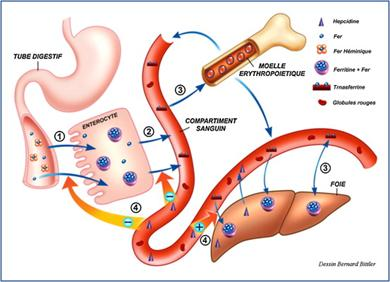 TUBE DIGESTIF
ENTEROCYTE
1
2
3
MOELLE
ERYTHROPOIETIQUE
COMPARTIMENT
SANGUIN
4
4
3
FOIE
Hepcidine
Fer
Fer Héminique
Ferritine + Fer
Trnasferrine
Globules rouges
Dessin Bernard Bittler